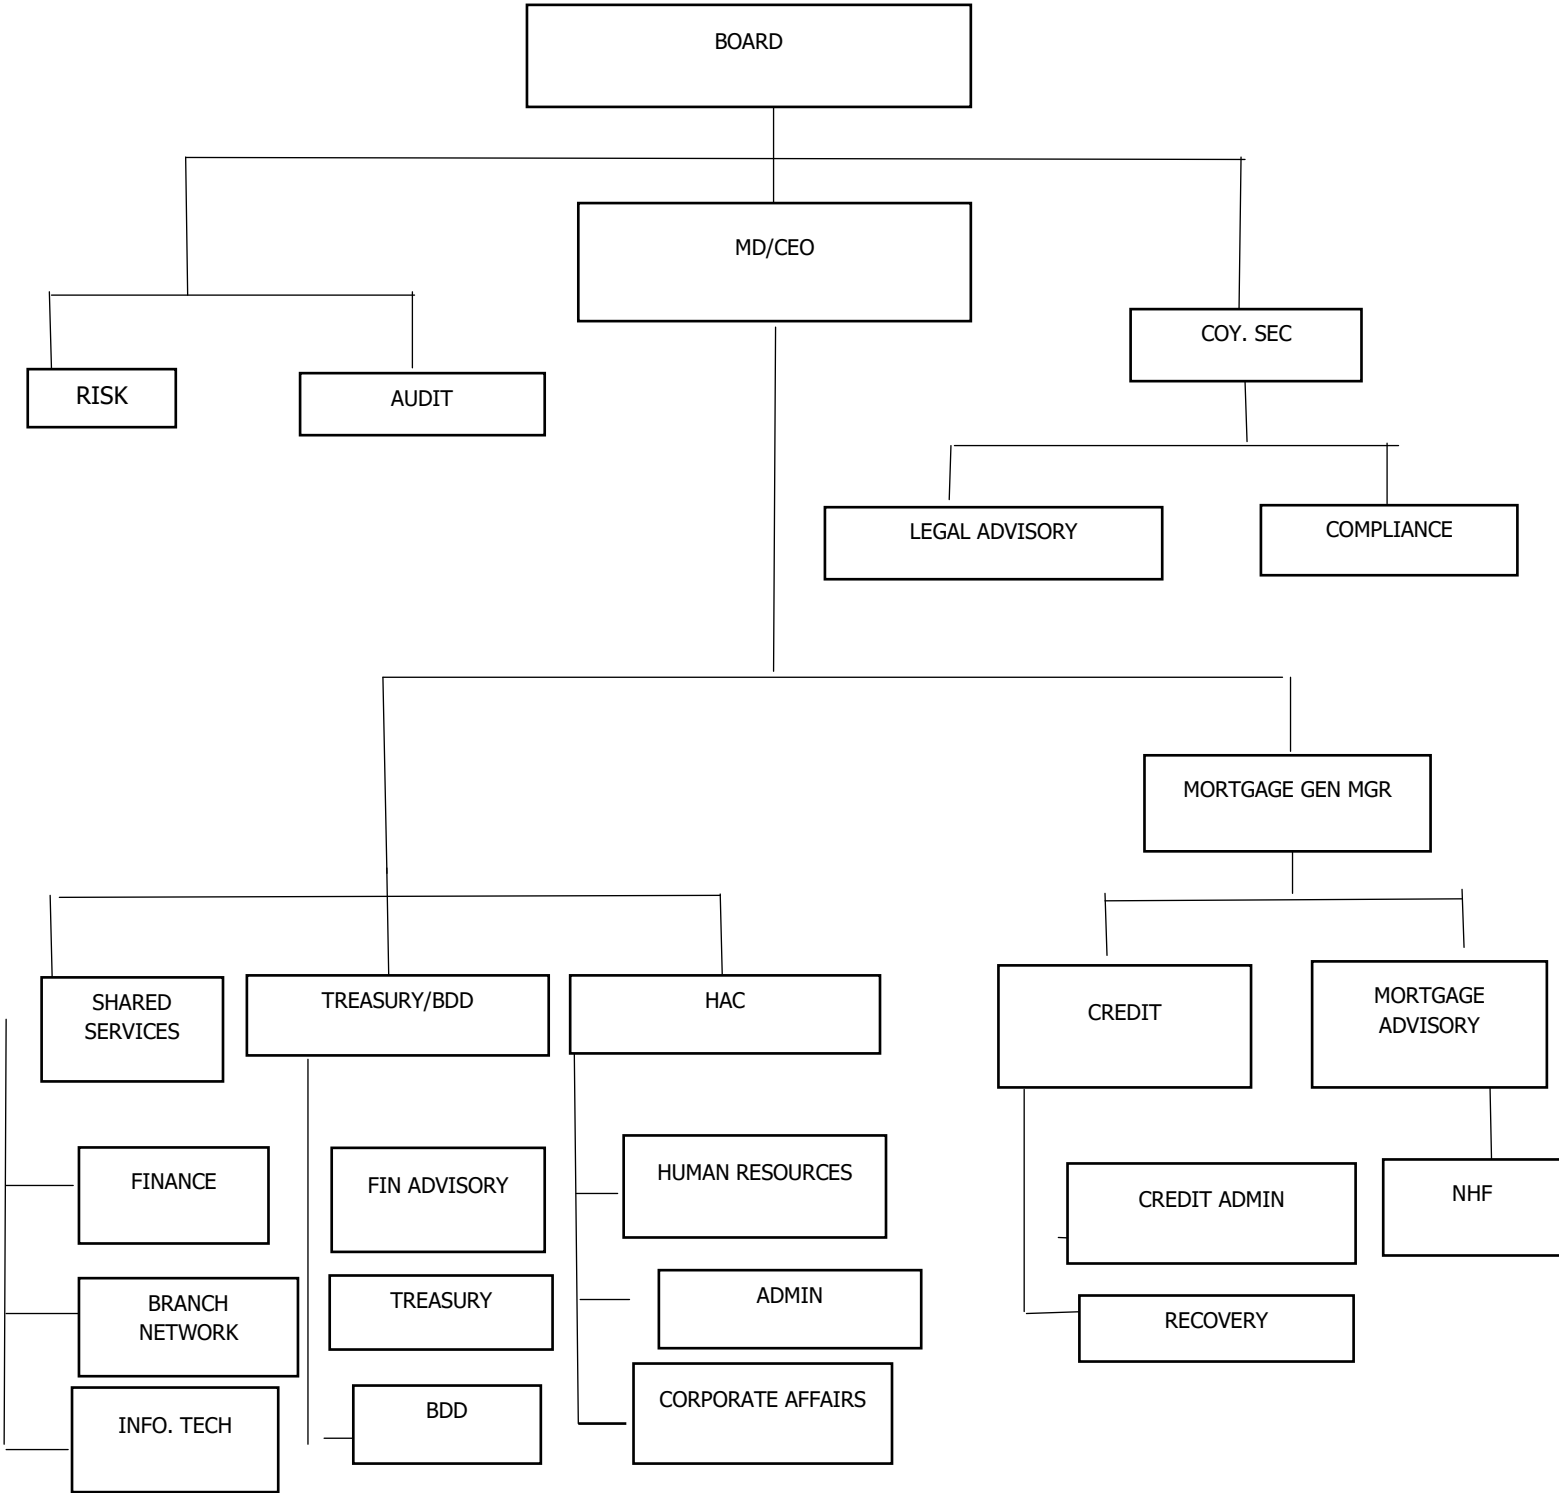 BOARD
MD/CEO
COY. SEC
RISK
AUDIT
LEGAL ADVISORY
COMPLIANCE
MORTGAGE GEN MGR
SHARED
SERVICES
TREASURY/BDD
HAC
CREDIT
MORTGAGE
ADVISORY
FINANCE
FIN ADVISORY
HUMAN RESOURCES
CREDIT ADMIN
NHF
BRANCH
NETWORK
TREASURY
ADMIN
RECOVERY
INFO. TECH
BDD
CORPORATE AFFAIRS